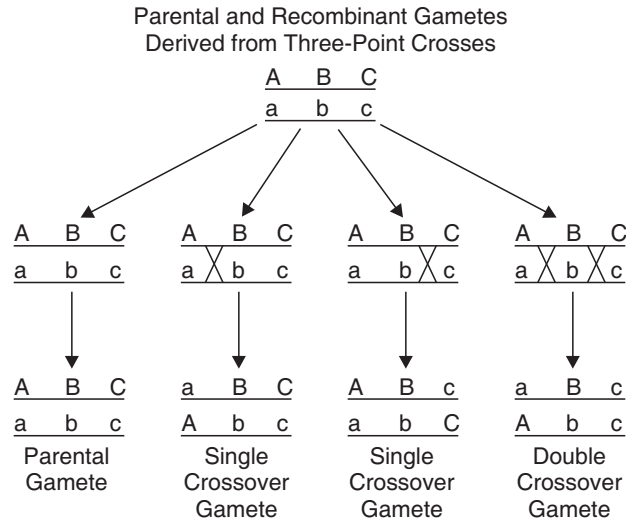 Parental and Recombinant Gametes
Derived from Three-Point Crosses
A B C
a b c
A B C A B C A B C A B C
a b c a b c a b c a b c
A B C a B C A B c a B c
a b c A b c a b C A b c
Parental Single Single Double
Gamete Crossover Crossover Crossover
Gamete Gamete Gamete